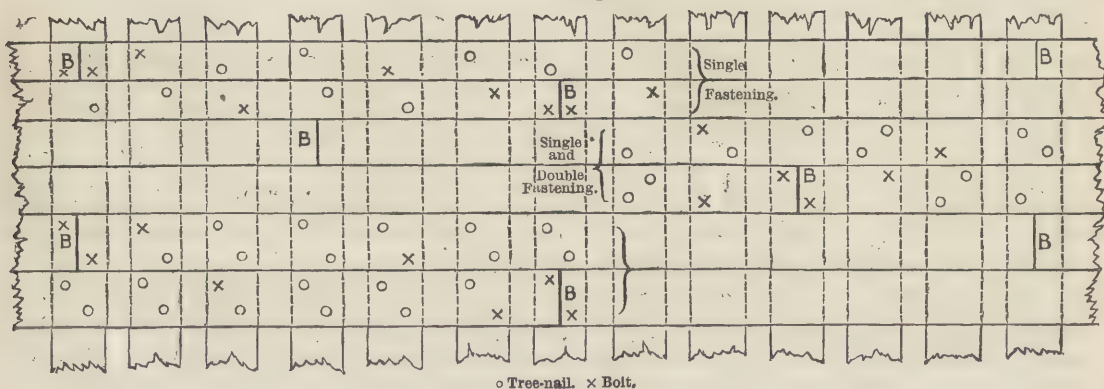 B B
Single
B
Fastening.
B
Single
and
Double
Fastening.
B
B B
B
o Tree-nail. × Bolt.